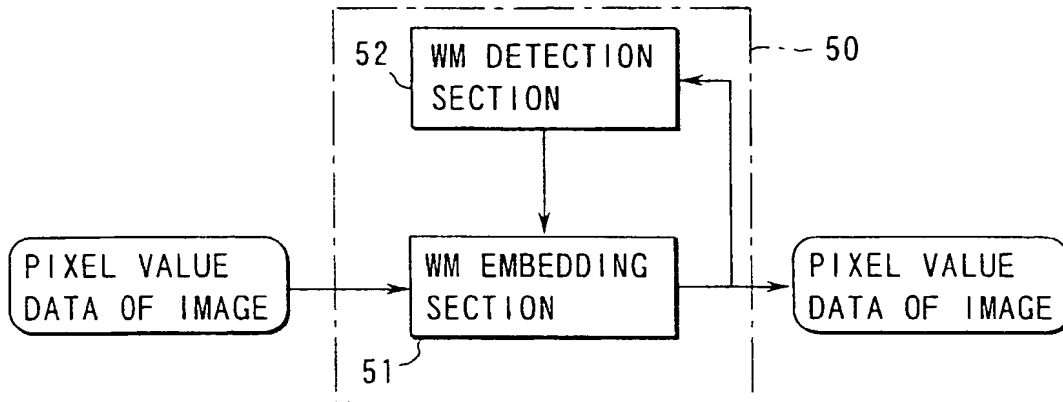 52
WM DETECTION
SECTION
50
PIXEL VALUE
DATA OF IMAGE
WM EMBEDDING
SECTION
51
PIXEL VALUE
DATA OF IMAGE